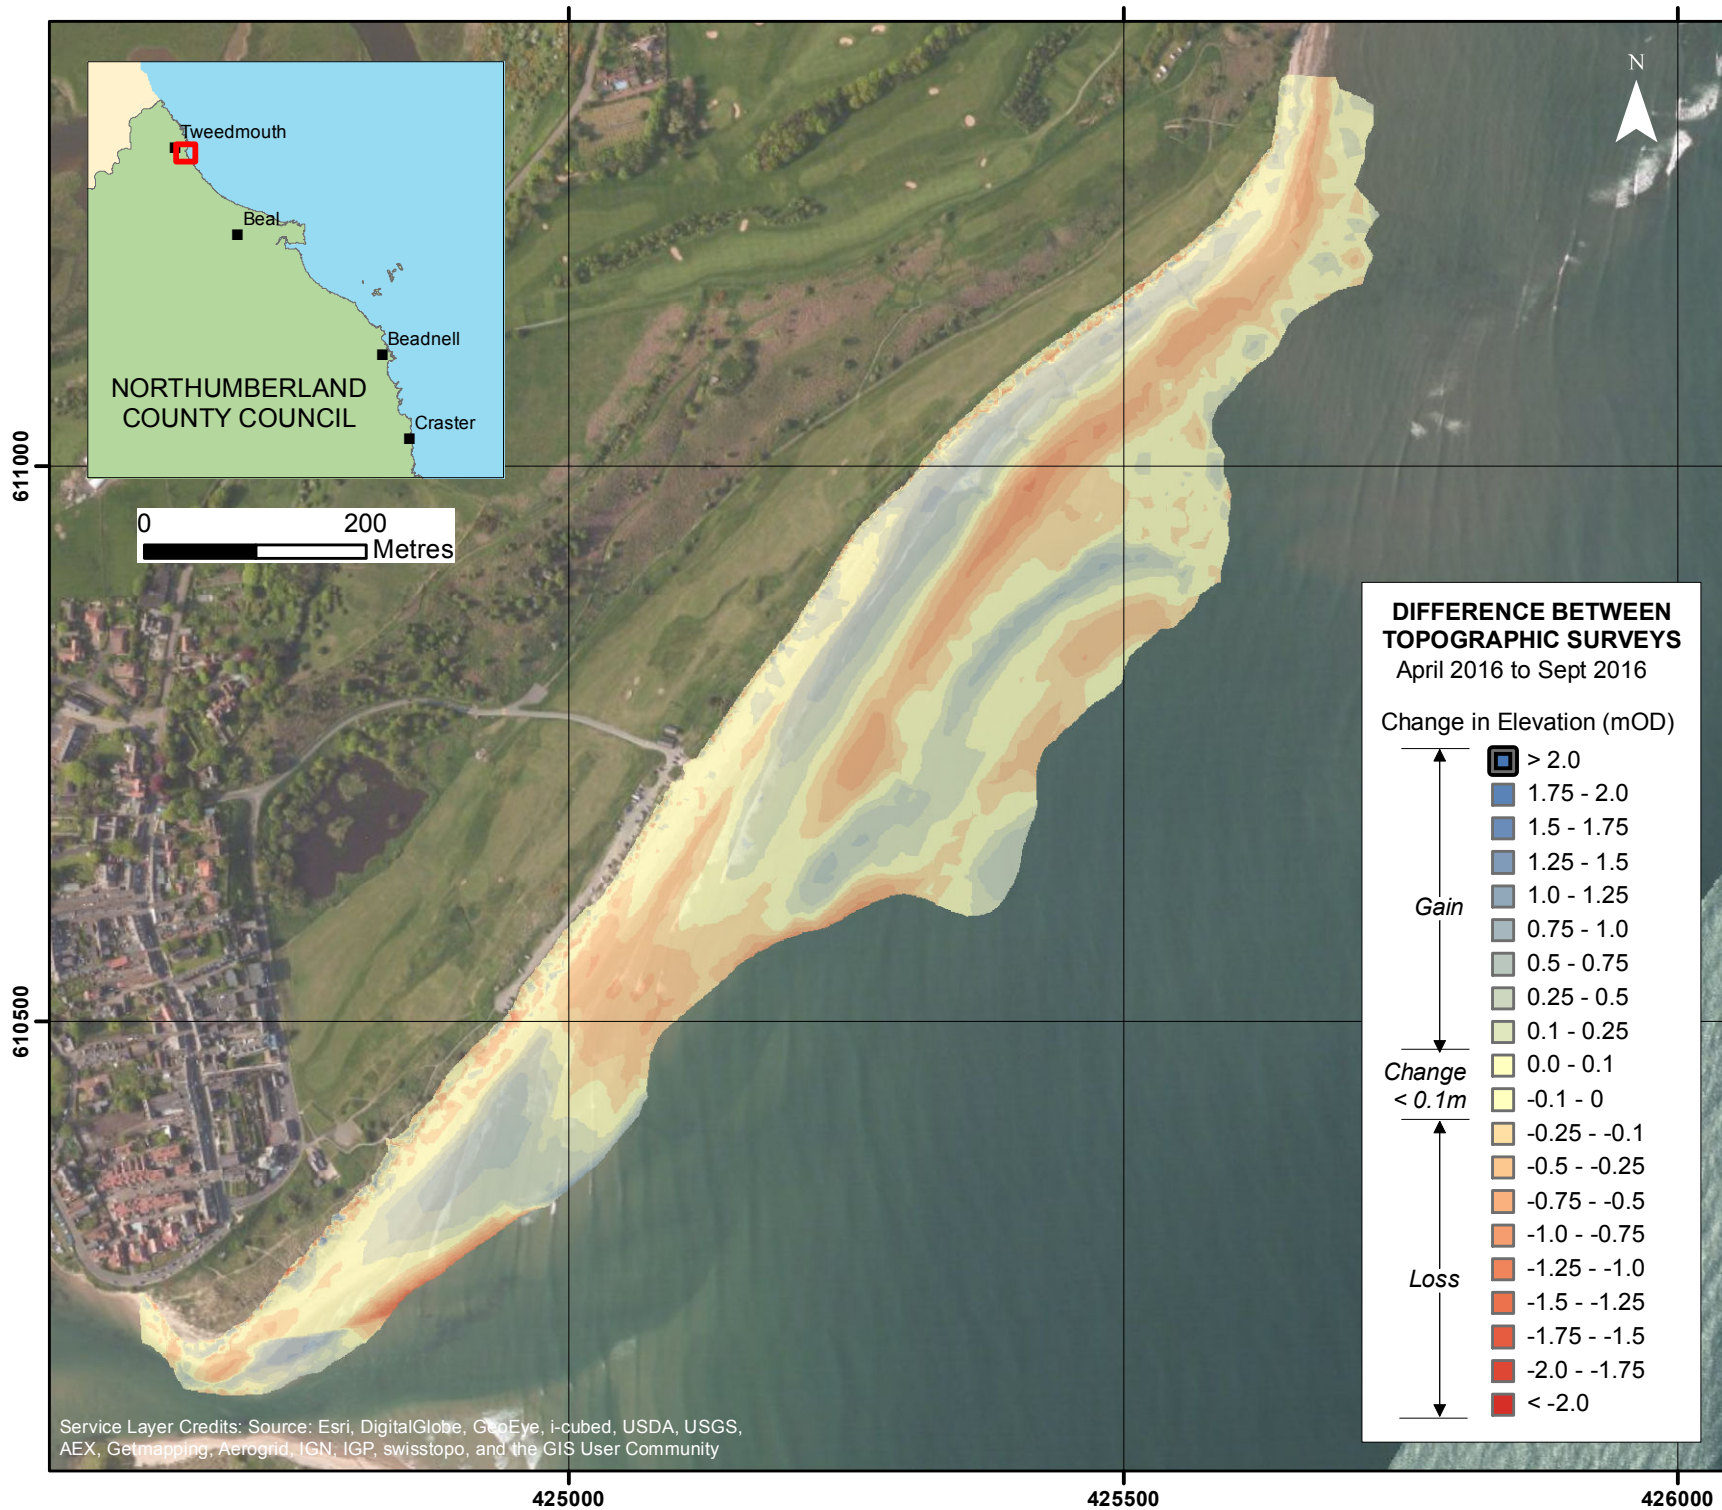 N
Tweedmouth
Beal
Beadnell
NORTHUMBERLAND
COUNTY COUNCIL
Craster
0 200
Metres
611000
610500
DIFFERENCE BETWEEN
TOPOGRAPHIC SURVEYS
April 2016 to Sept 2016
Change in Elevation (mOD)
> 2.0
1.75 - 2.0
1.5 - 1.75
1.25 - 1.5
1.0 - 1.25
Gain
0.75 - 1.0
0.5 - 0.75
0.25 - 0.5
0.1 - 0.25
0.0 - 0.1
Change
< 0.1m
-0.1 - 0
-0.25 - -0.1
-0.5 - -0.25
-0.75 - -0.5
-1.0 - -0.75
-1.25 - -1.0
Loss
-1.5 - -1.25
-1.75 - -1.5
-2.0 - -1.75
< -2.0
Service Layer Credits: Source: Esri, DigitalGlobe, GeoEye, i-cubed, USDA, USGS,
AEX, Getmapping, Aerogrid, IGN, IGP, swisstopo, and the GIS User Community
425000 425500 426000